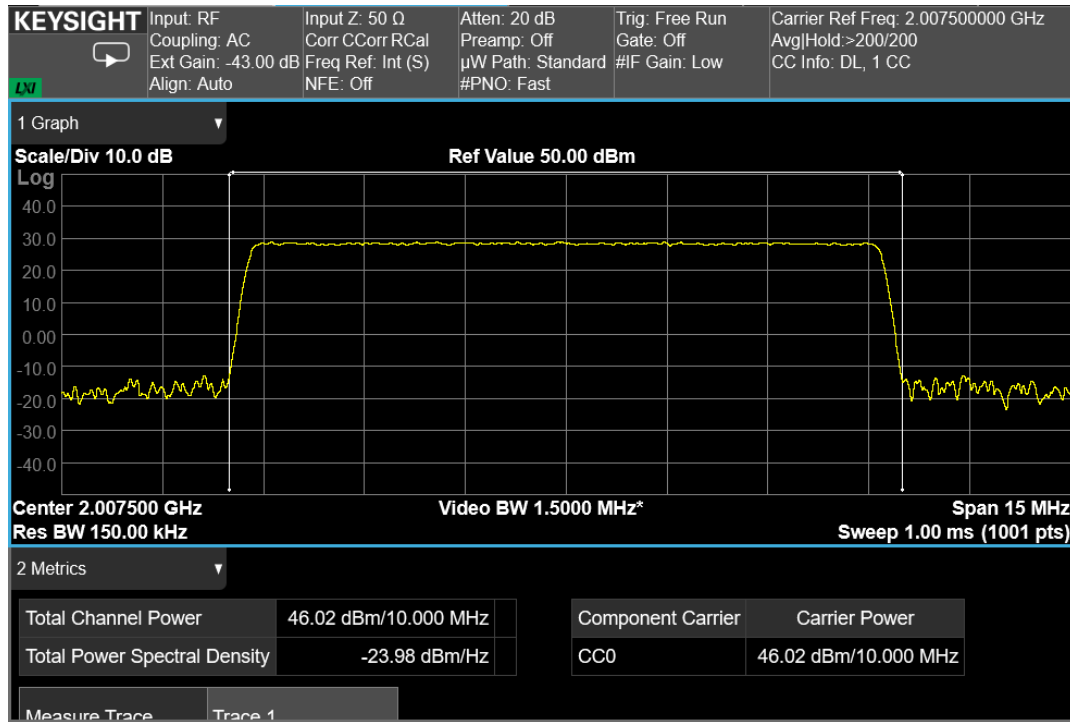 KEYSIGHT
LXI
Input: RF
Coupling: AC
Ext Gain: -43.00 dB
Align: Auto
Input Z: 50 Ω
Corr CCorr RCal
Freq Ref: Int (S)
NFE: Off
Atten: 20 dB
Preamp: Off
µW Path: Standard
#PNO: Fast
Trig: Free Run
Gate: Off
#IF Gain: Low
Carrier Ref Freq: 2.007500000 GHz
Avg|Hold:>200/200
CC Info: DL, 1 CC
1 Graph
Scale/Div 10.0 dB
Ref Value 50.00 dBm
Log
40.0
30.0
20.0
10.0
0.00
-10.0
-20.0
-30.0
-40.0
Center 2.007500 GHz
Video BW 1.5000 MHz*
Span 15 MHz
Res BW 150.00 kHz
Sweep 1.00 ms (1001 pts)
2 Metrics
Total Channel Power 46.02 dBm/10.000 MHz
Total Power Spectral Density -23.98 dBm/Hz
Component Carrier Carrier Power
CC0 46.02 dBm/10.000 MHz
Measure Trace Trace 1